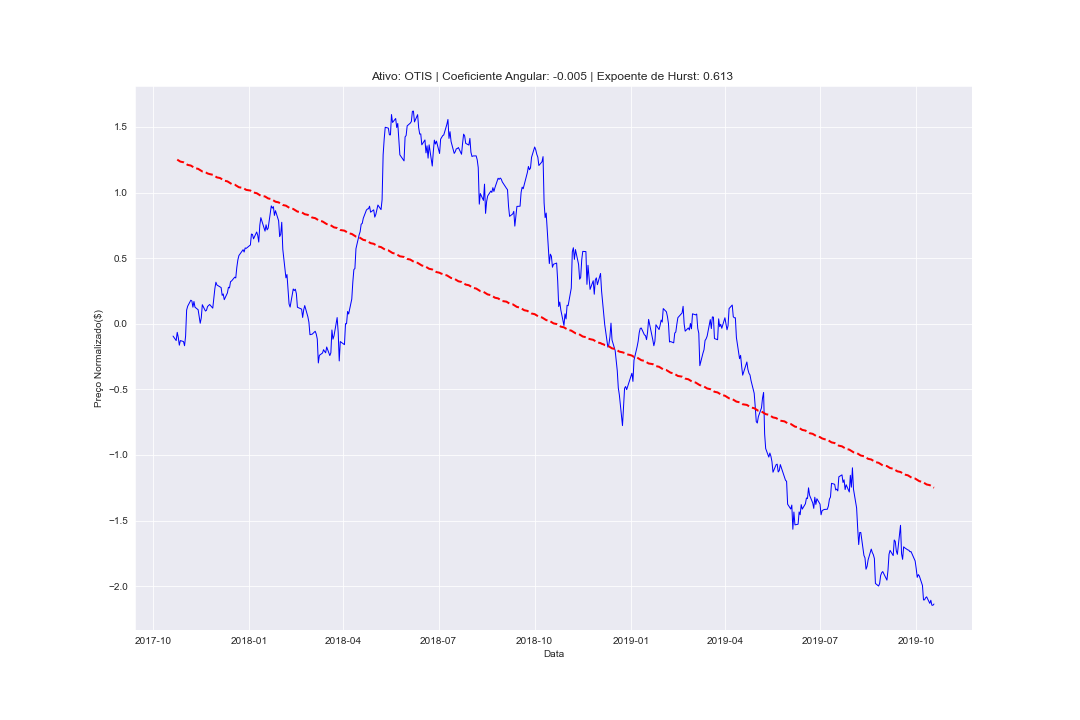 Ativo: OTIS | Coeficiente Angular: -0.005 | Expoente de Hurst: 0.613
Preço Normalizado($)
1.5
1.0
0.5
0.0
−0.5
−1.0
−1.5
−2.0
2017-10 2018-01 2018-04 2018-07 2018-10 2019-01 2019-04 2019-07 2019-10
Data